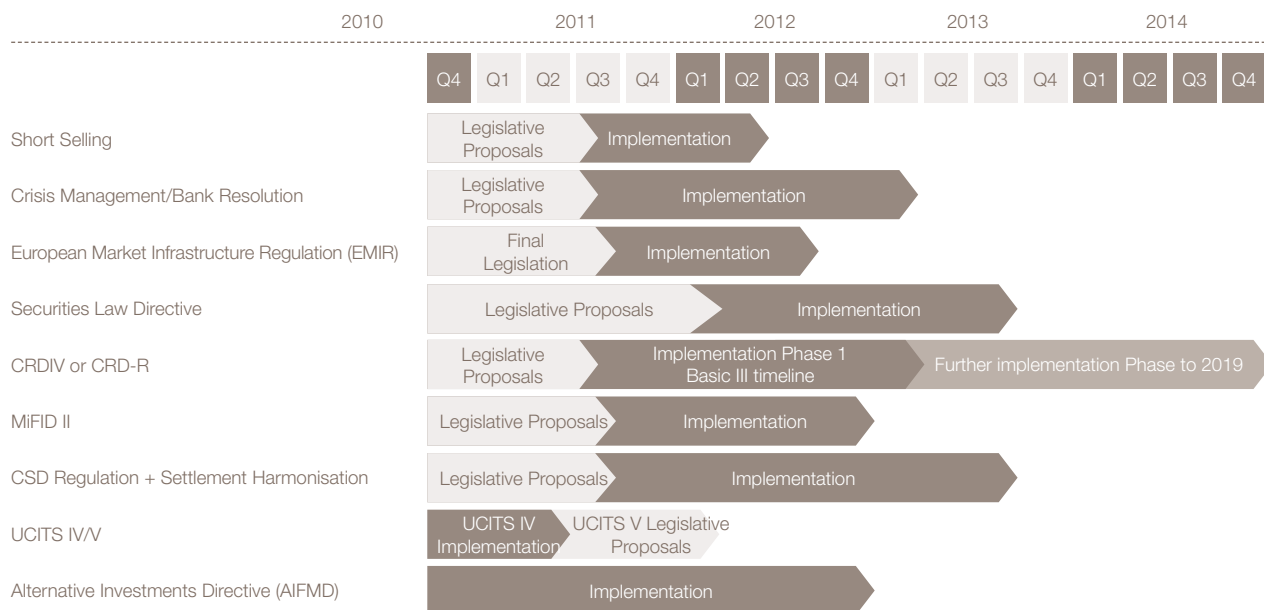 2010 2011 2012 2013 2014
Q4 Q1 Q2 Q3 Q4 Q1 Q2 Q3 Q4 Q1 Q2 Q3 Q4 Q1 Q2 Q3 Q4
Short Selling
Legislative
Proposals
Implementation
Crisis Management/Bank Resolution
Legislative
Proposals
Implementation
European Market Infrastructure Regulation (EMIR)
Final
Legislation
Implementation
Securities Law Directive
Legislative Proposals
Implementation
CRDIV or CRD-R
Legislative
Proposals
Implementation Phase 1
Basic III timeline
Further implementation Phase to 2019
MiFID II
Legislative Proposals
Implementation
CSD Regulation + Settlement Harmonisation
Legislative Proposals
Implementation
UCITS IV/V
UCITS IV
Implementation
UCITS V Legislative
Proposals
Alternative Investments Directive (AIFMD)
Implementation